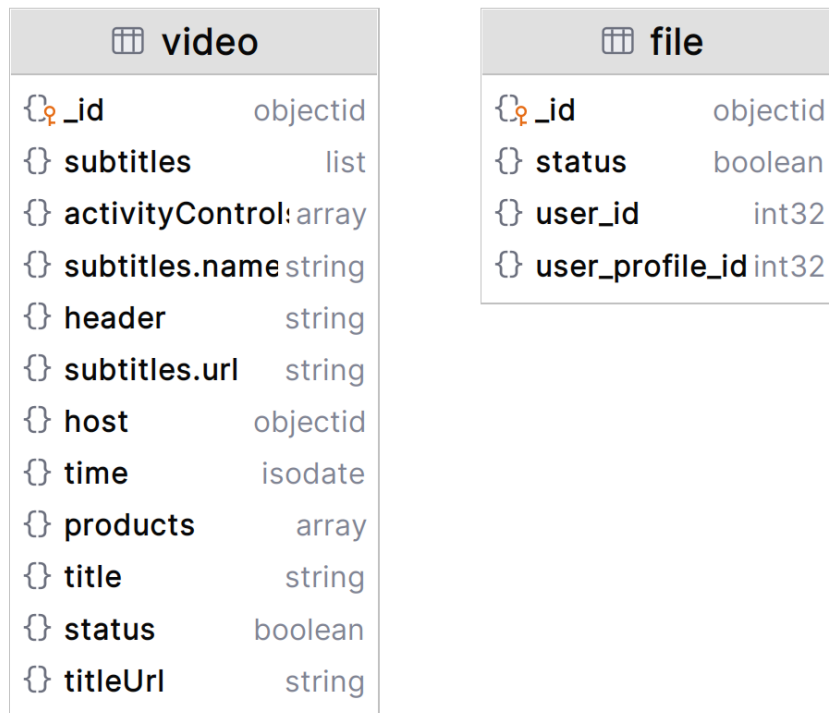 video
_id objectid
subtitles list
activityControls array
subtitles.name string
header string
subtitles.url string
host objectid
time isodate
products array
title string
status boolean
titleUrl string
file
_id objectid
status boolean
user_id int32
user_profile_id int32